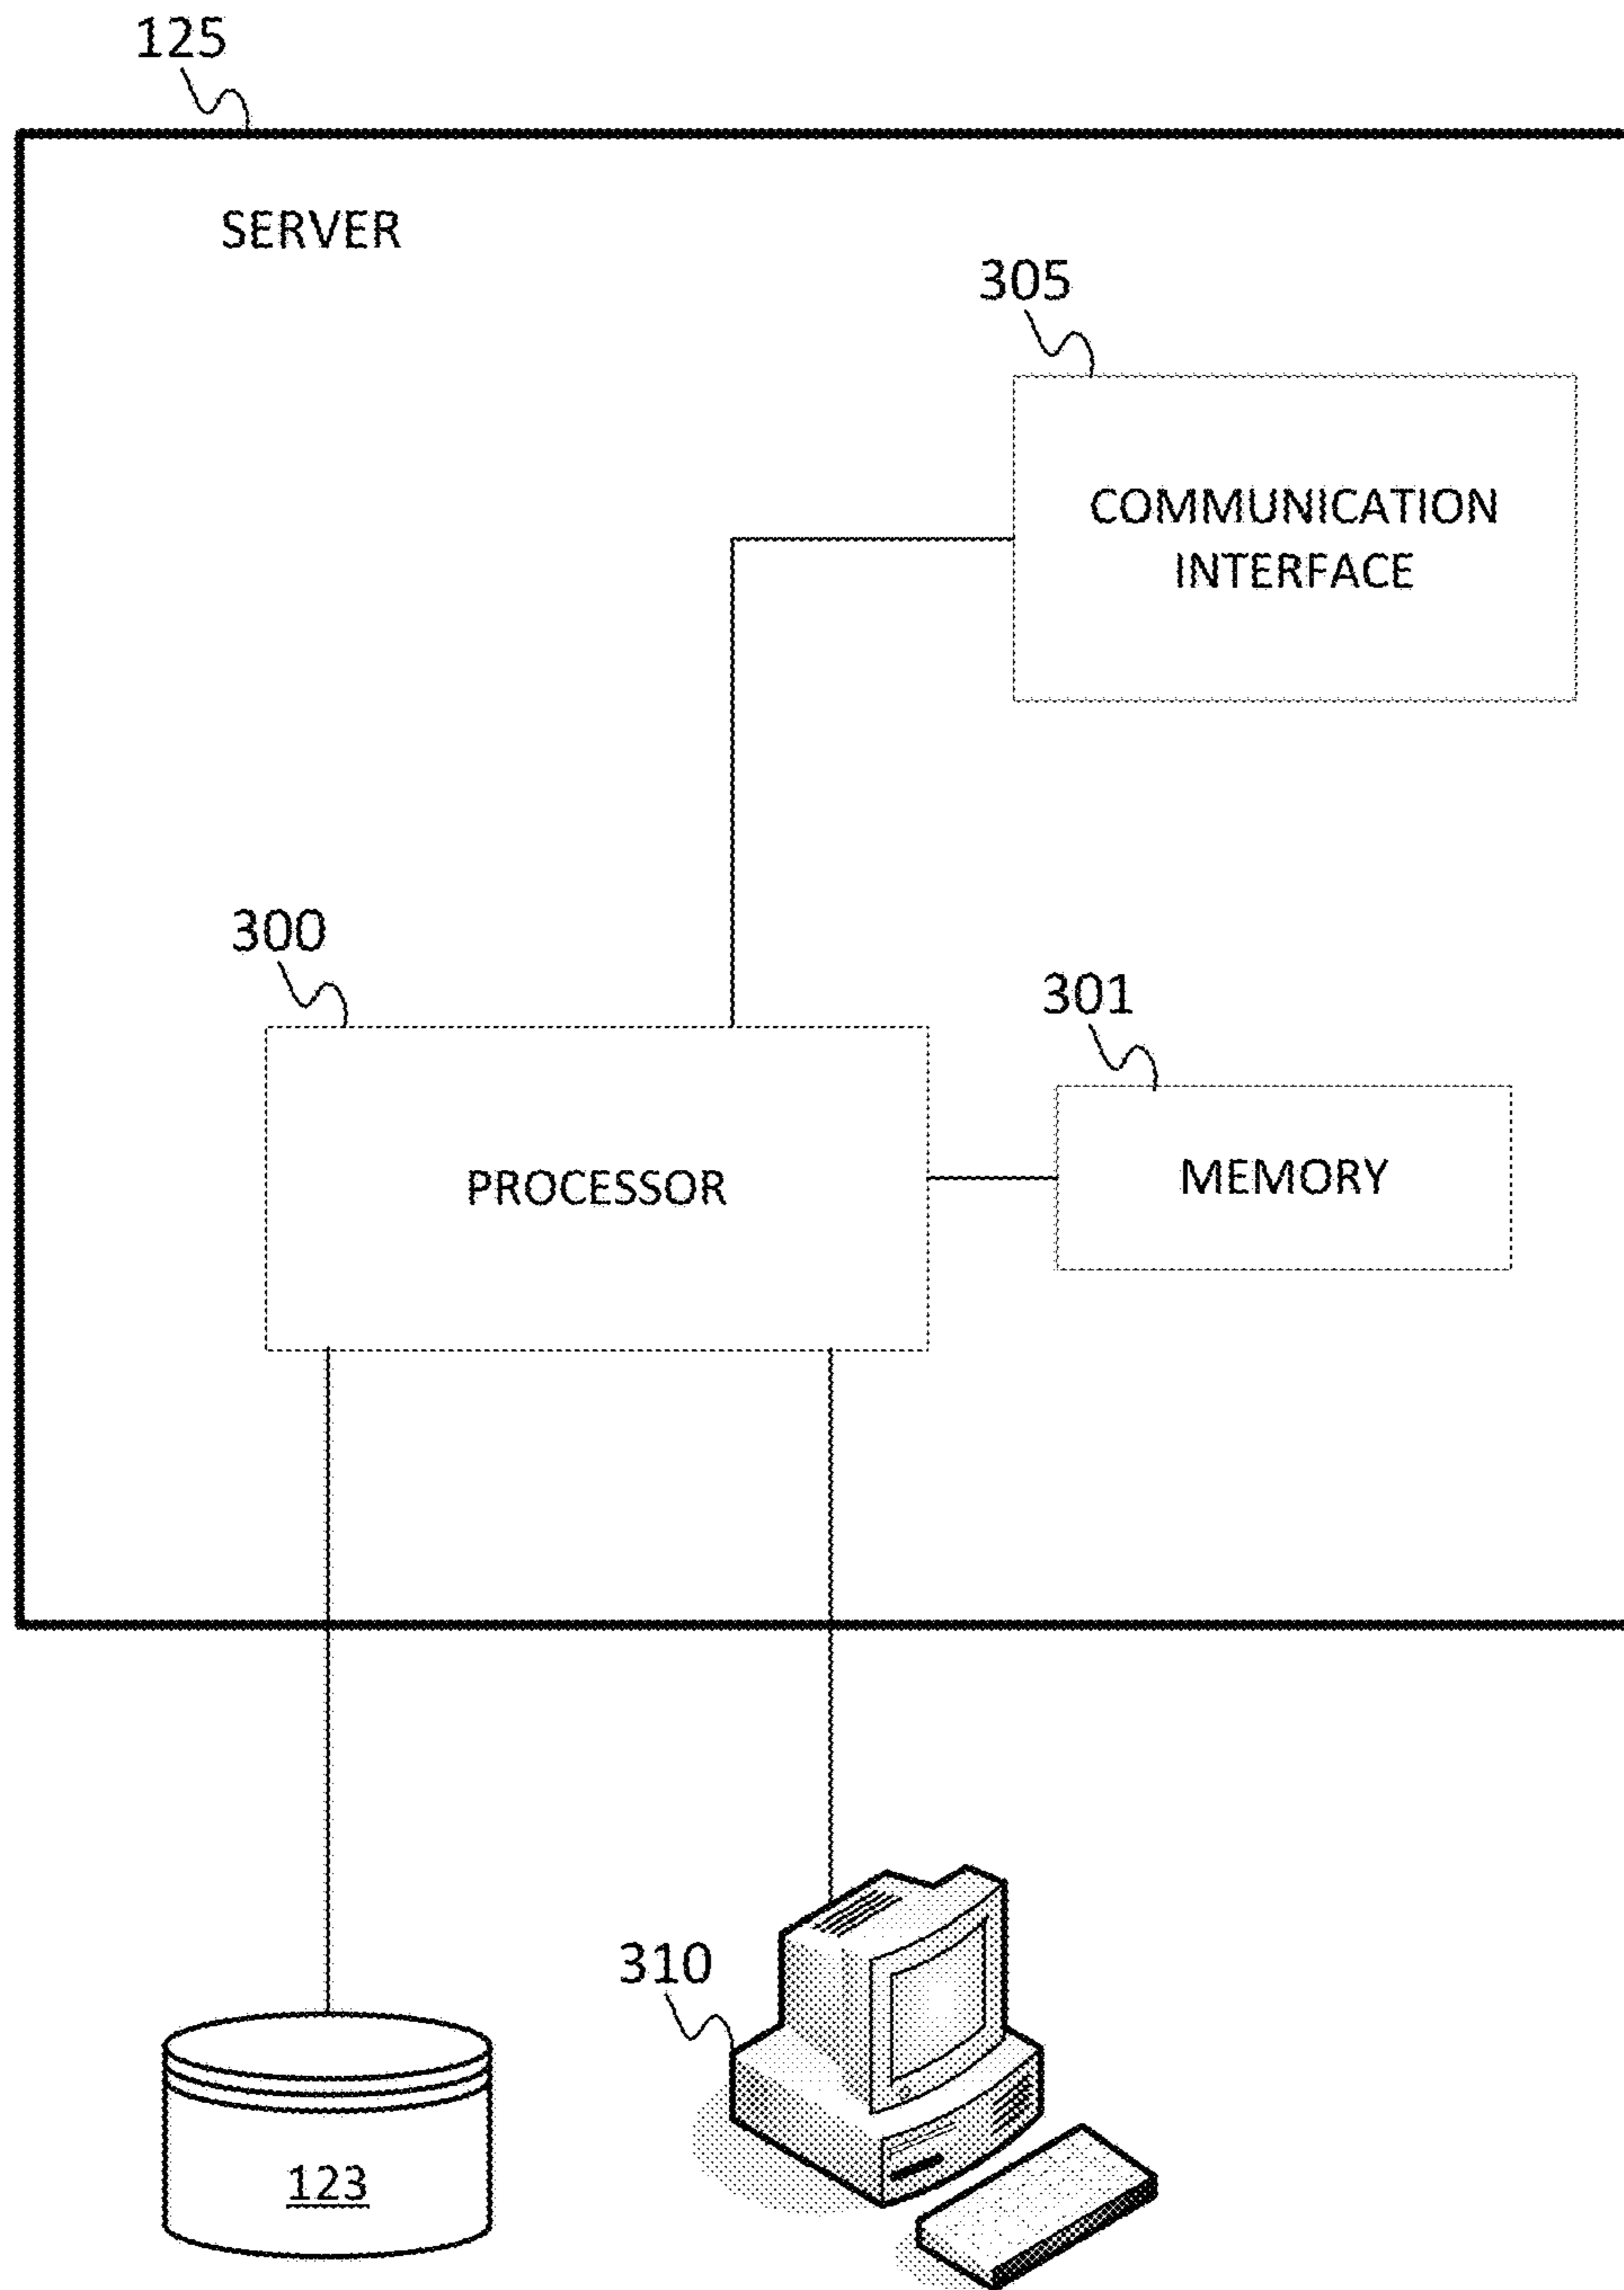 125
SERVER
305
COMMUNICATION
INTERFACE
300
301
PROCESSOR
MEMORY
310
123